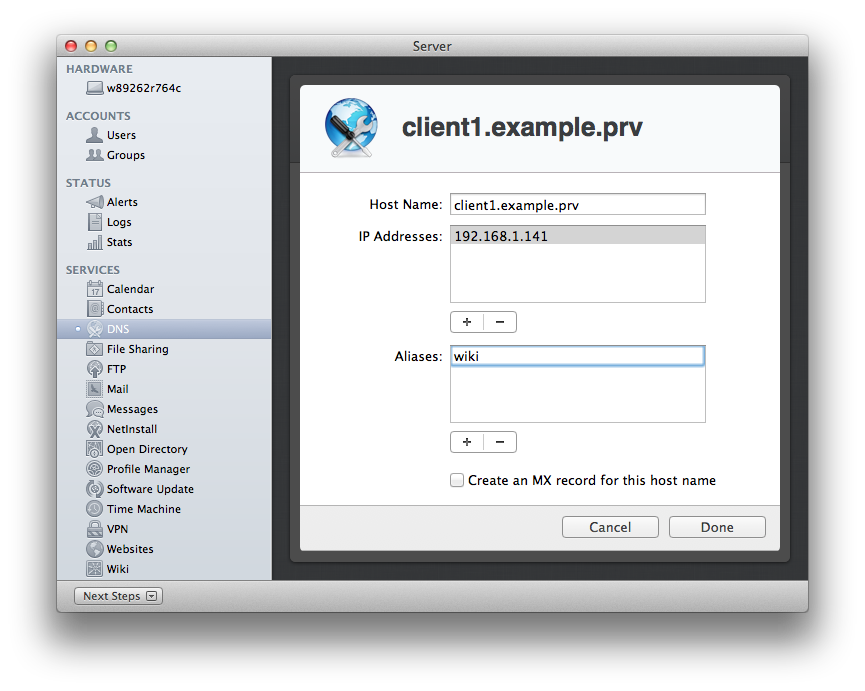 Server
HARDWARE
w89262r764c
ACCOUNTS
Users
Groups
STATUS
Alerts
Logs
Stats
SERVICES
Calendar
17
Contacts
DNS
File Sharing
FTP
Mail
Messages
NetInstall
Open Directory
Profile Manager
Software Update
Time Machine
VPN
Websites
Wiki
Next Steps
client1.example.prv
Host Name: client1.example.prv
IP Addresses: 192.168.1.141
+ −
Aliases: wiki
+ −
Create an MX record for this host name
Cancel Done